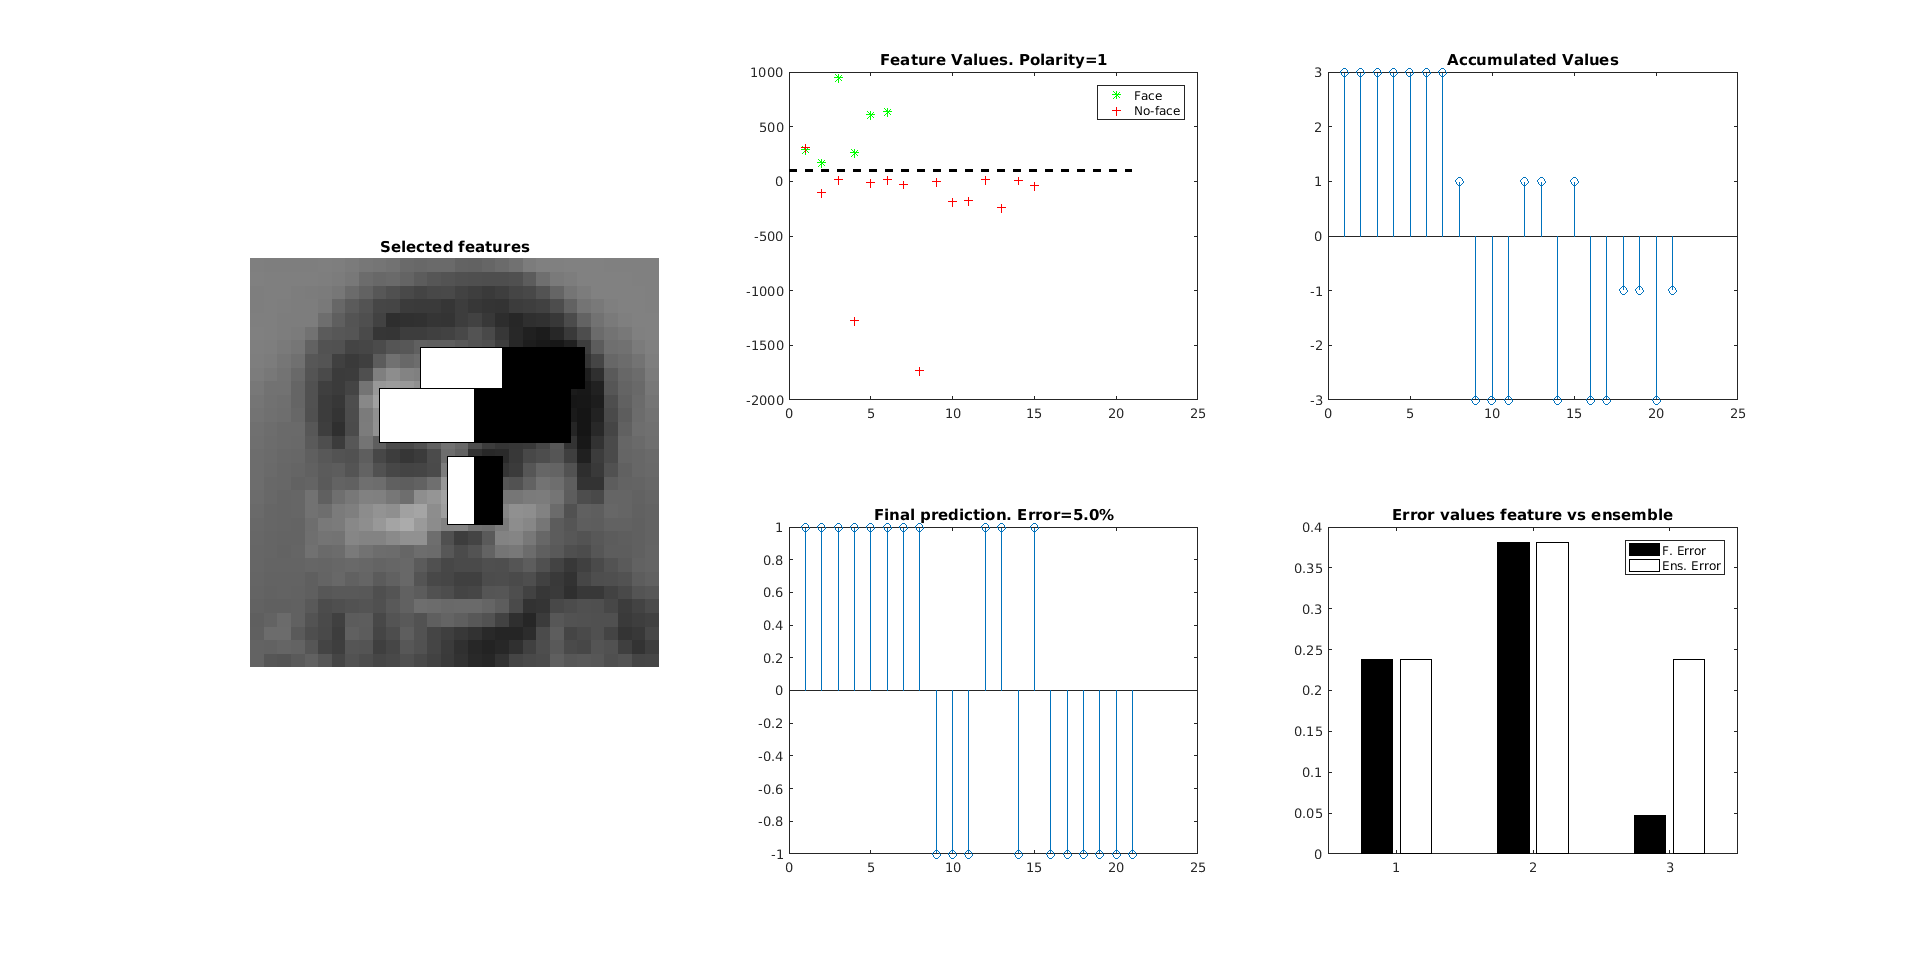 Selected features
Feature Values. Polarity=1
1000
500
0
-500
-1000
-1500
-2000
0 5 10 15 20 25
Face
No-face
Accumulated Values
3
2
1
0
-1
-2
-3
0 5 10 15 20 25
Final prediction. Error=5.0%
1
0.8
0.6
0.4
0.2
0
-0.2
-0.4
-0.6
-0.8
-1
0 5 10 15 20 25
Error values feature vs ensemble
0.4
0.35
0.3
0.25
0.2
0.15
0.1
0.05
0
1 2 3
F. Error
Ens. Error